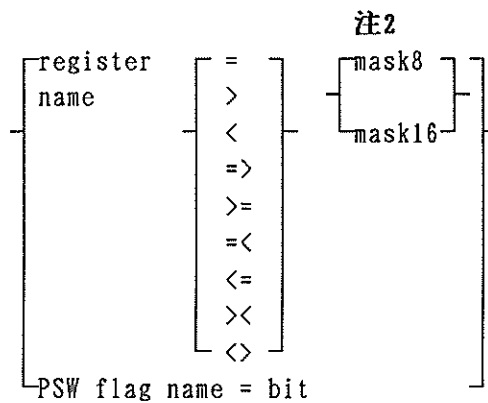 注2
register = mask8
name >
< mask16
=>
>=
=<
<=
><
<>
PSW flag name = bit